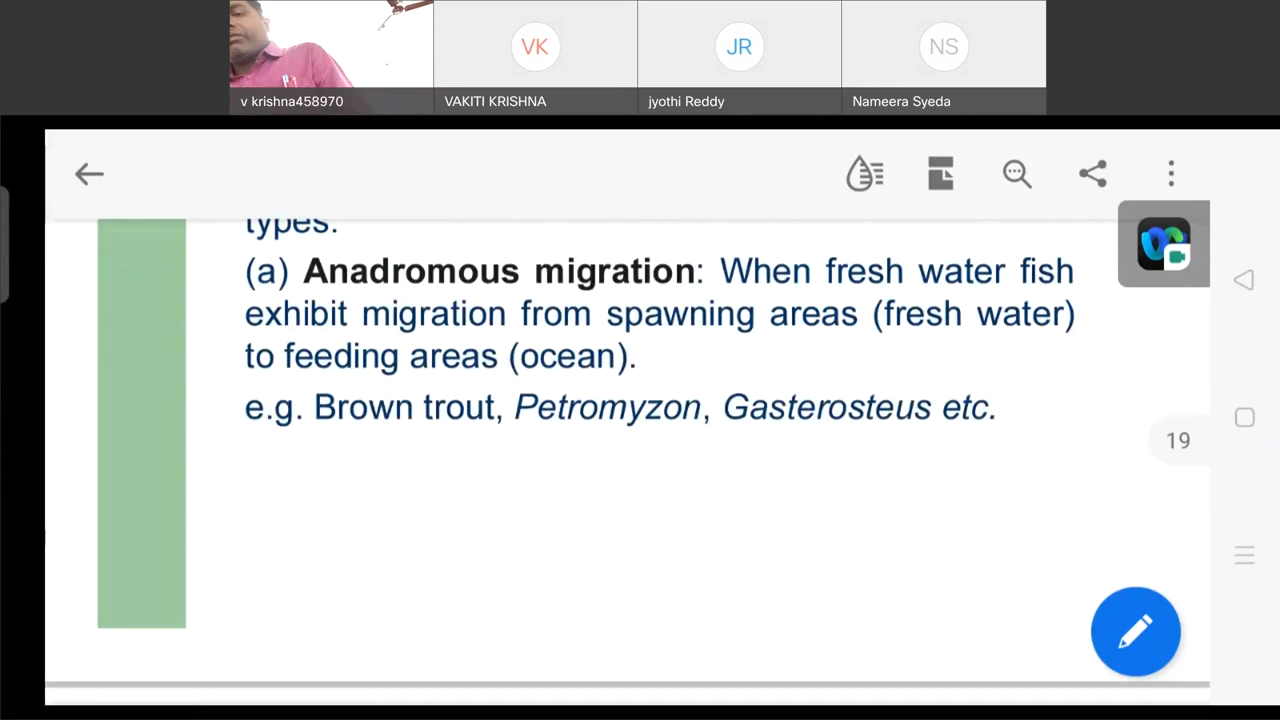 VK
JR
NS
v krishna458970
VAKITI KRISHNA
jyothi Reddy
Nameera Syeda
types.
(a) Anadromous migration: When fresh water fish
exhibit migration from spawning areas (fresh water)
to feeding areas (ocean).
e.g. Brown trout, Petromyzon, Gasterosteus etc.
19